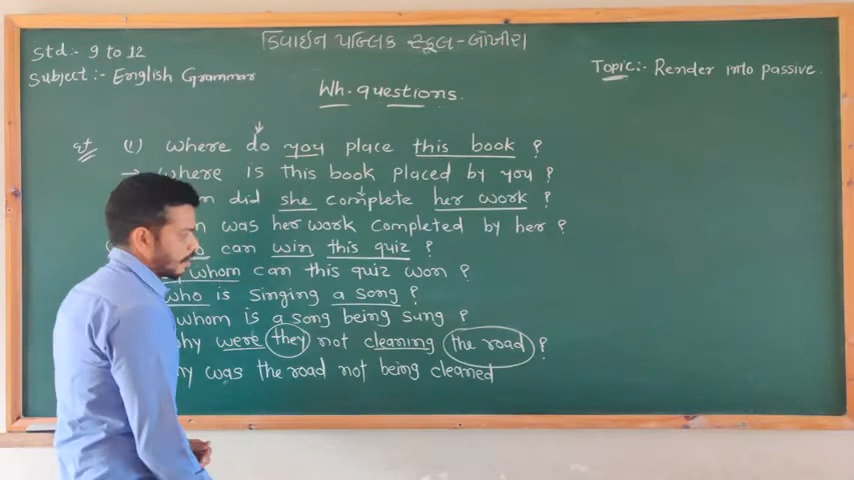 Std:- 9 to 12
ડિવાઈન પબ્લિક સ્કૂલ-બોખીરા
Subject:- English Grammar
Topic:- Render into passive.
Wh. questions.
(1) Where do you place this book ?
→ Where is this book placed by you ?
did she complete her work ?
was her work completed by her ?
can win this quiz ?
whom can this quiz won ?
who is singing a song ?
whom is a song being sung ?
were they not cleaning the road ?
was the road not being cleaned